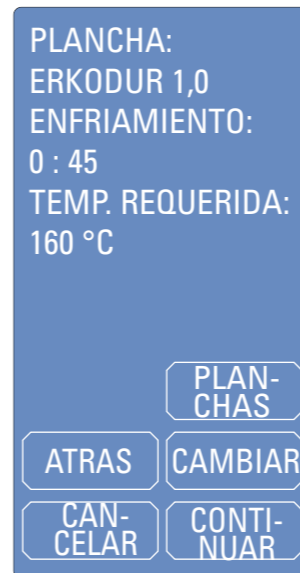 PLANCHA:
ERKODUR 1,0
ENFRIAMIENTO:
0 : 45
TEMP. REQUERIDA:
160 °C
PLAN-
CHAS
ATRAS
CAMBIAR
CAN-
CELAR
CONTI-
NUAR